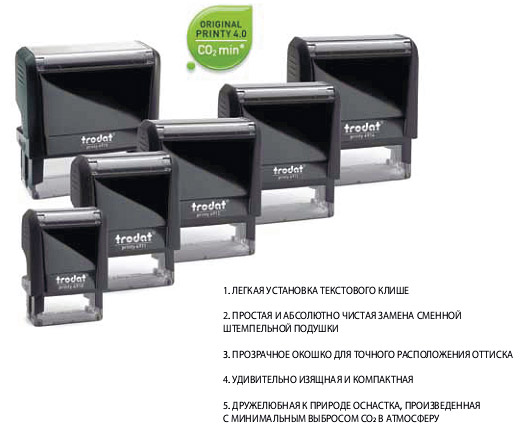 ORIGINAL
PRINTY 4.0
CO₂ min*
trodat
trodat
trodat
trodat
trodat
trodat
1. ЛЕГКАЯ УСТАНОВКА ТЕКСТОВОГО КЛИШЕ
2. ПРОСТАЯ И АБСОЛЮТНО ЧИСТАЯ ЗАМЕНА СМЕННОЙ
ШТЕМПЕЛЬНОЙ ПОДУШКИ
3. ПРОЗРАЧНОЕ ОКОШКО ДЛЯ ТОЧНОГО РАСПОЛОЖЕНИЯ ОТТИСКА
4. УДИВИТЕЛЬНО ИЗЯЩНАЯ И КОМПАКТНАЯ
5. ДРУЖЕЛЮБНАЯ К ПРИРОДЕ ОСНАСТКА, ПРОИЗВЕДЕННАЯ
С МИНИМАЛЬНЫМ ВЫБРОСОМ CO₂ В АТМОСФЕРУ